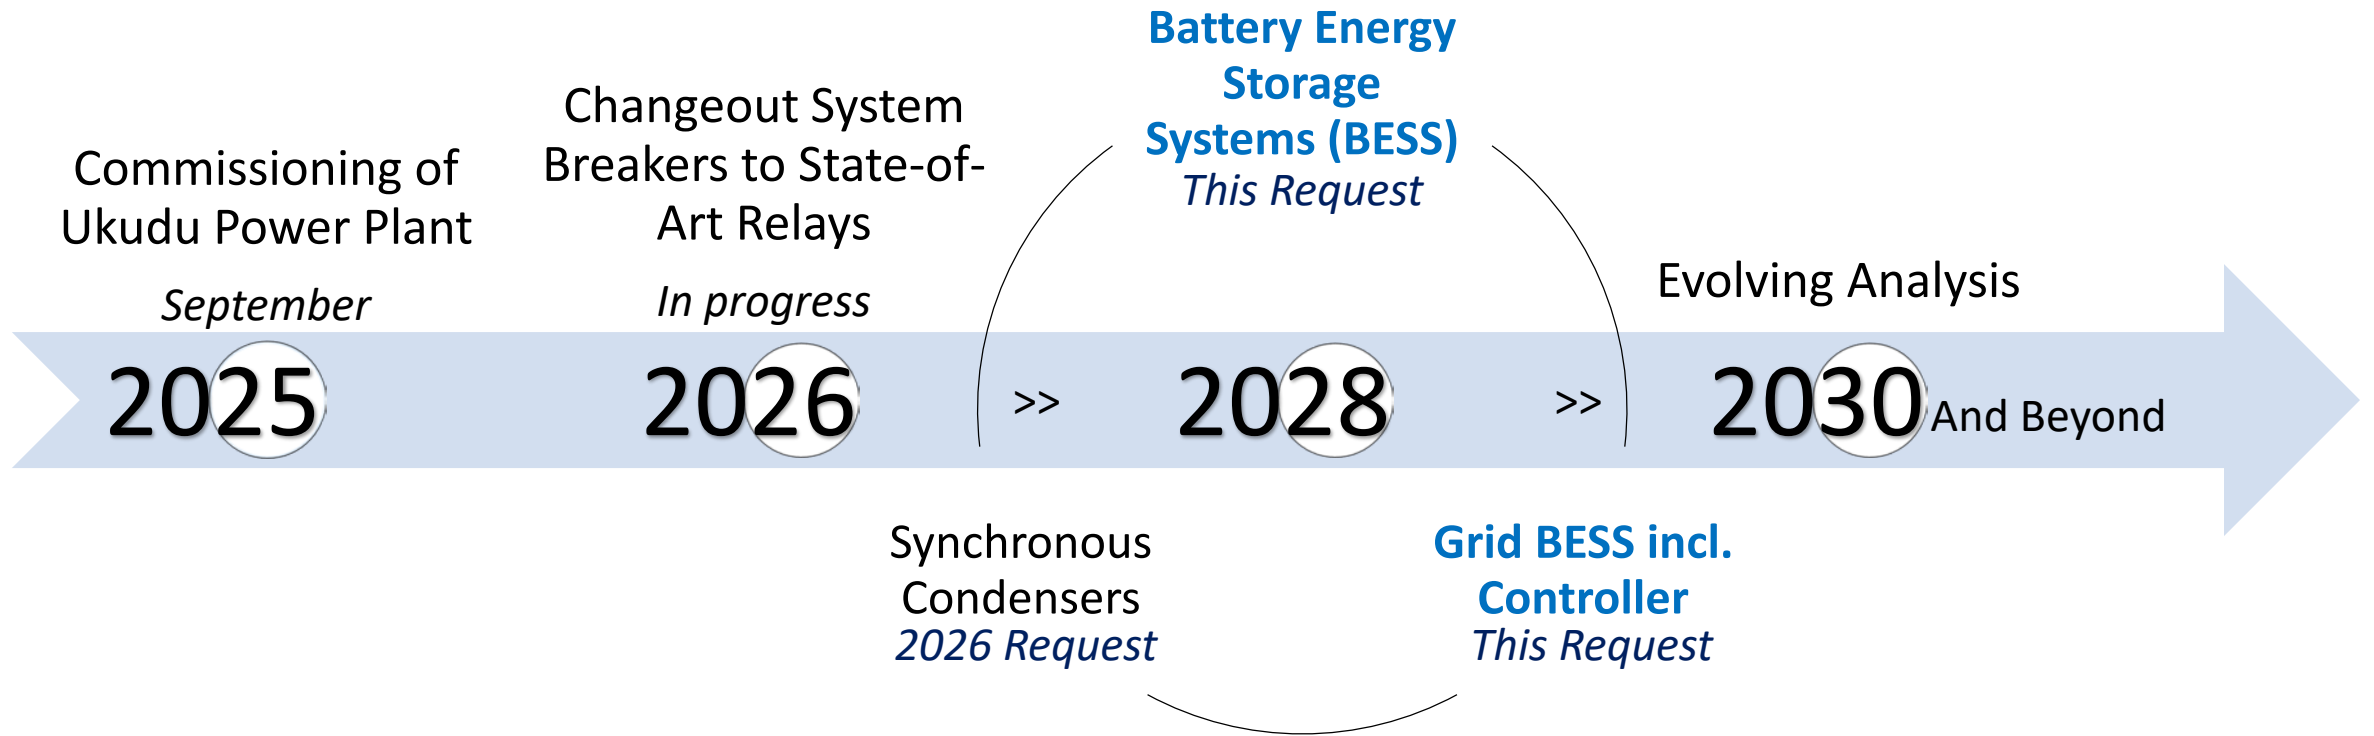 Commissioning of
Ukudu Power Plant
September
2025
Changeout System
Breakers to State-of-
Art Relays
In progress
2026
>>
Battery Energy
Storage
Systems (BESS)
This Request
2028
>>
Evolving Analysis
2030 And Beyond
Synchronous
Condensers
2026 Request
Grid BESS incl.
Controller
This Request